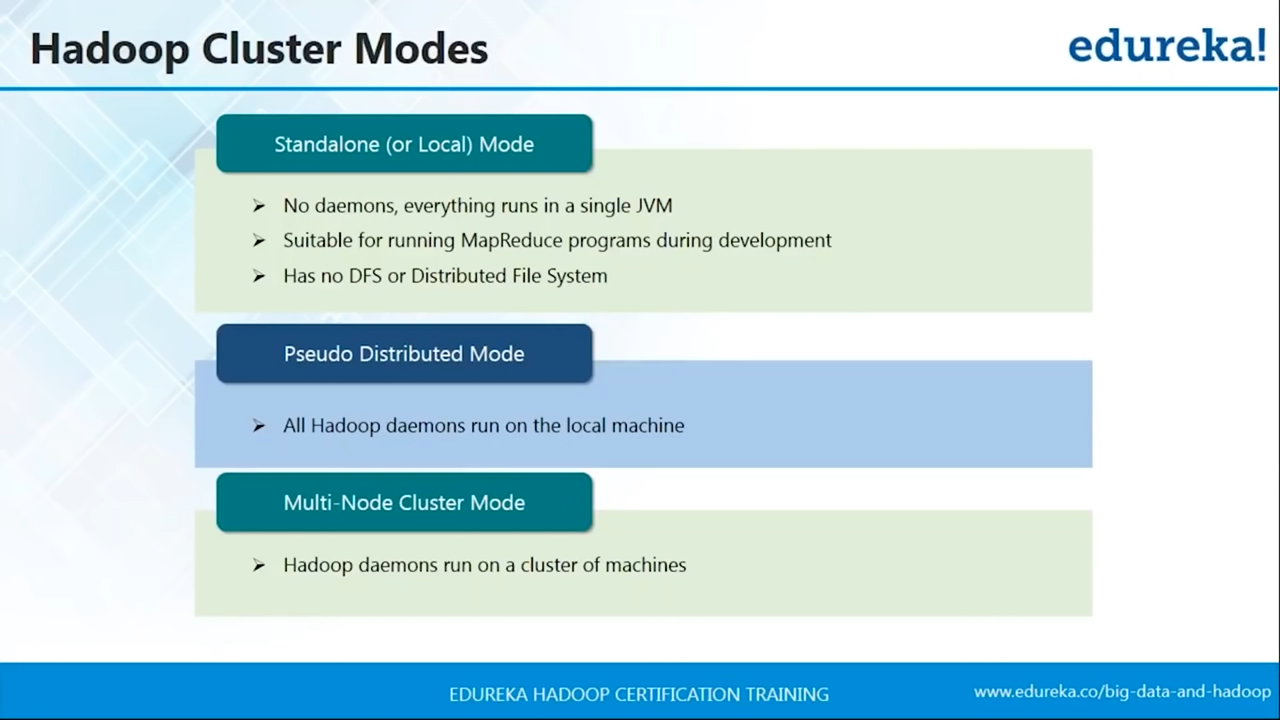 Hadoop Cluster Modes
edureka!
Standalone (or Local) Mode
➢ No daemons, everything runs in a single JVM
➢ Suitable for running MapReduce programs during development
➢ Has no DFS or Distributed File System
Pseudo Distributed Mode
➢ All Hadoop daemons run on the local machine
Multi-Node Cluster Mode
➢ Hadoop daemons run on a cluster of machines
EDUREKA HADOOP CERTIFICATION TRAINING
www.edureka.co/big-data-and-hadoop